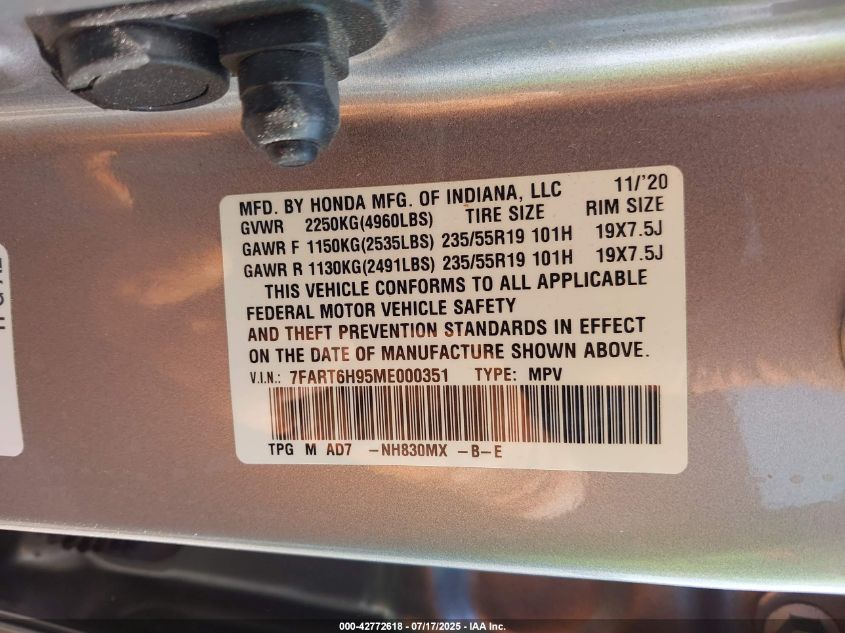 MFD. BY HONDA MFG. OF INDIANA, LLC 11/'20
GVWR 2250KG(4960LBS) TIRE SIZE RIM SIZE
GAWR F 1150KG(2535LBS) 235/55R19 101H 19X7.5J
GAWR R 1130KG(2491LBS) 235/55R19 101H 19X7.5J
THIS VEHICLE CONFORMS TO ALL APPLICABLE
FEDERAL MOTOR VEHICLE SAFETY
AND THEFT PREVENTION STANDARDS IN EFFECT
ON THE DATE OF MANUFACTURE SHOWN ABOVE.
V.I.N.: 7FART6H95ME000351 TYPE: MPV
TPG M AD7 -NH830MX -B-E
000-42772618 - 07/17/2025 - IAA Inc.